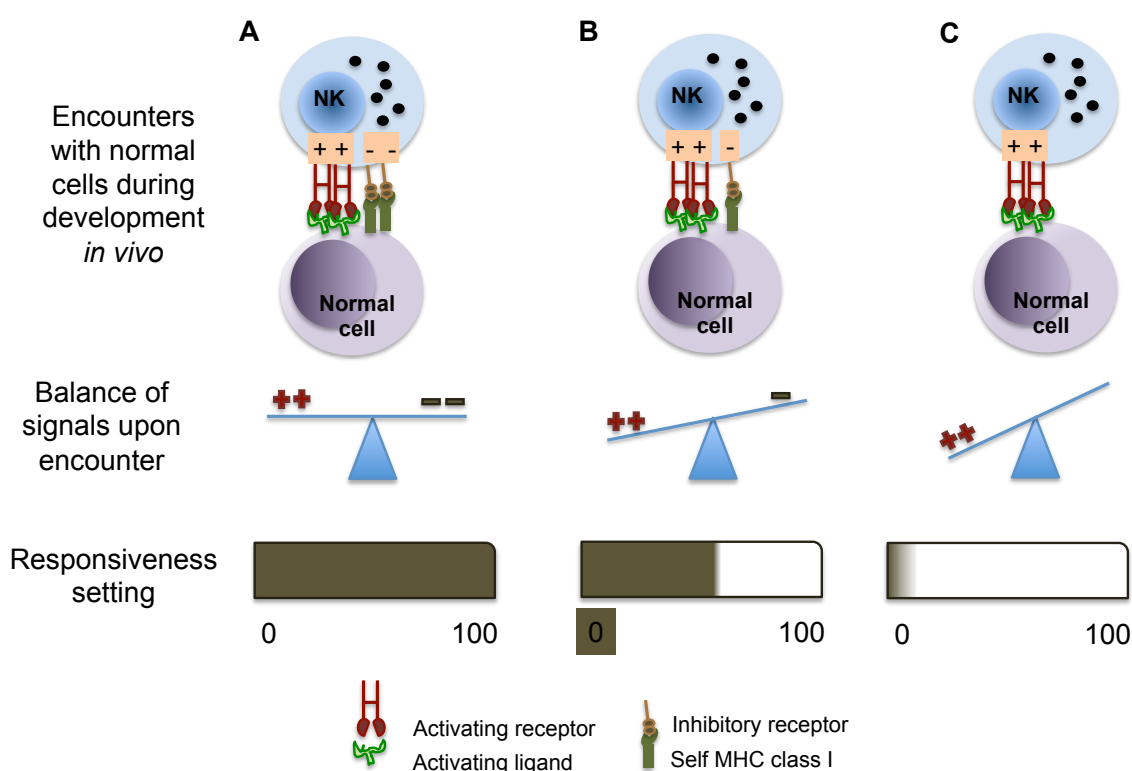 A
B
C
NK
NK
NK
Encounters
with normal
cells during
development
in vivo
+ +
- -
+ +
-
+ +
Normal
cell
Normal
cell
Normal
cell
Balance of
signals upon
encounter
Responsiveness
setting
0
100
0
100
0
100
Activating receptor
Activating ligand
Inhibitory receptor
Self MHC class I